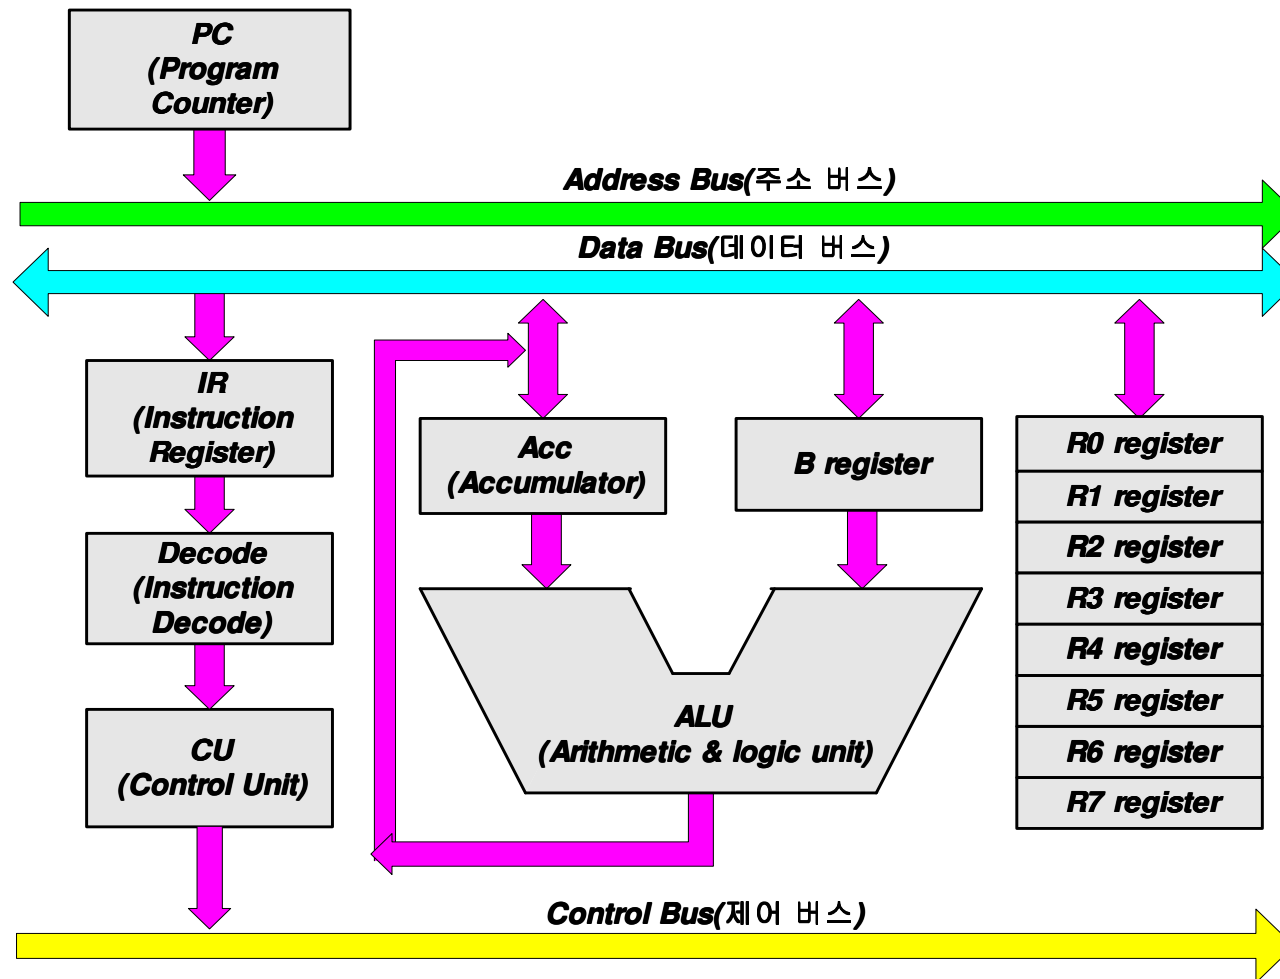 PC
(Program
Counter)
Address Bus(주소 버스)
Data Bus(데이터 버스)
IR
(Instruction
Register)
Decode
(Instruction
Decode)
CU
(Control Unit)
Acc
(Accumulator)
B register
ALU
(Arithmetic & logic unit)
R0 register
R1 register
R2 register
R3 register
R4 register
R5 register
R6 register
R7 register
Control Bus(제어 버스)